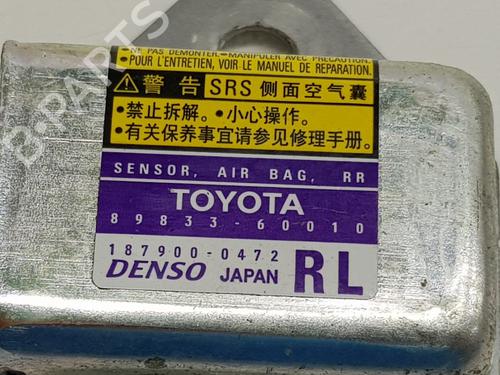 •NE PAS DEMONTER. •MANIPULER AVEC PRECAUTION.
•POUR L'ENTRETIEN, VOIR LE MANUEL DE REPARATION.
警告 SRS 侧面空气囊
•禁止拆解。 •小心操作。
•有关保养事宜请参见修理手册。
SENSOR, AIR BAG, RR
TOYOTA
89833-60010
187900-0472
DENSO JAPAN RL
B-PARTS